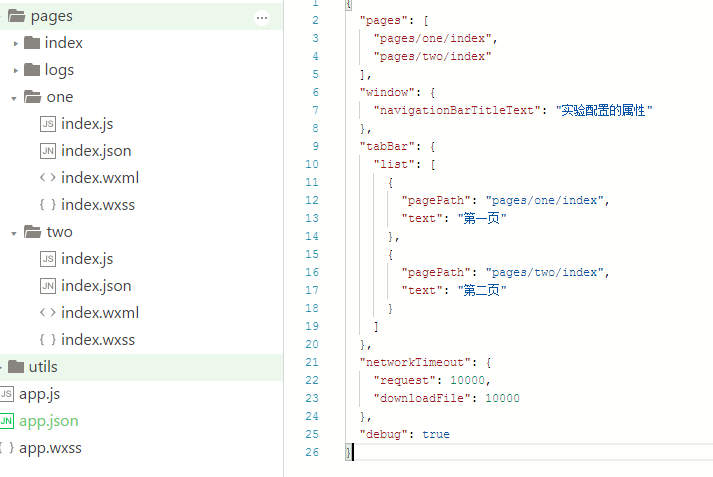 pages
index
logs
one
JS index.js
JN index.json
< > index.wxml
{ } index.wxss
two
JS index.js
JN index.json
< > index.wxml
{ } index.wxss
utils
JS app.js
JN app.json
{ } app.wxss
1 {
2 "pages": [
3 "pages/one/index",
4 "pages/two/index"
5 ],
6 "window": {
7 "navigationBarTitleText": "实验配置的属性"
8 },
9 "tabBar": {
10 "list": [
11 {
12 "pagePath": "pages/one/index",
13 "text": "第一页"
14 },
15 {
16 "pagePath": "pages/two/index",
17 "text": "第二页"
18 }
19 ]
20 },
21 "networkTimeout": {
22 "request": 10000,
23 "downloadFile": 10000
24 },
25 "debug": true
26 }